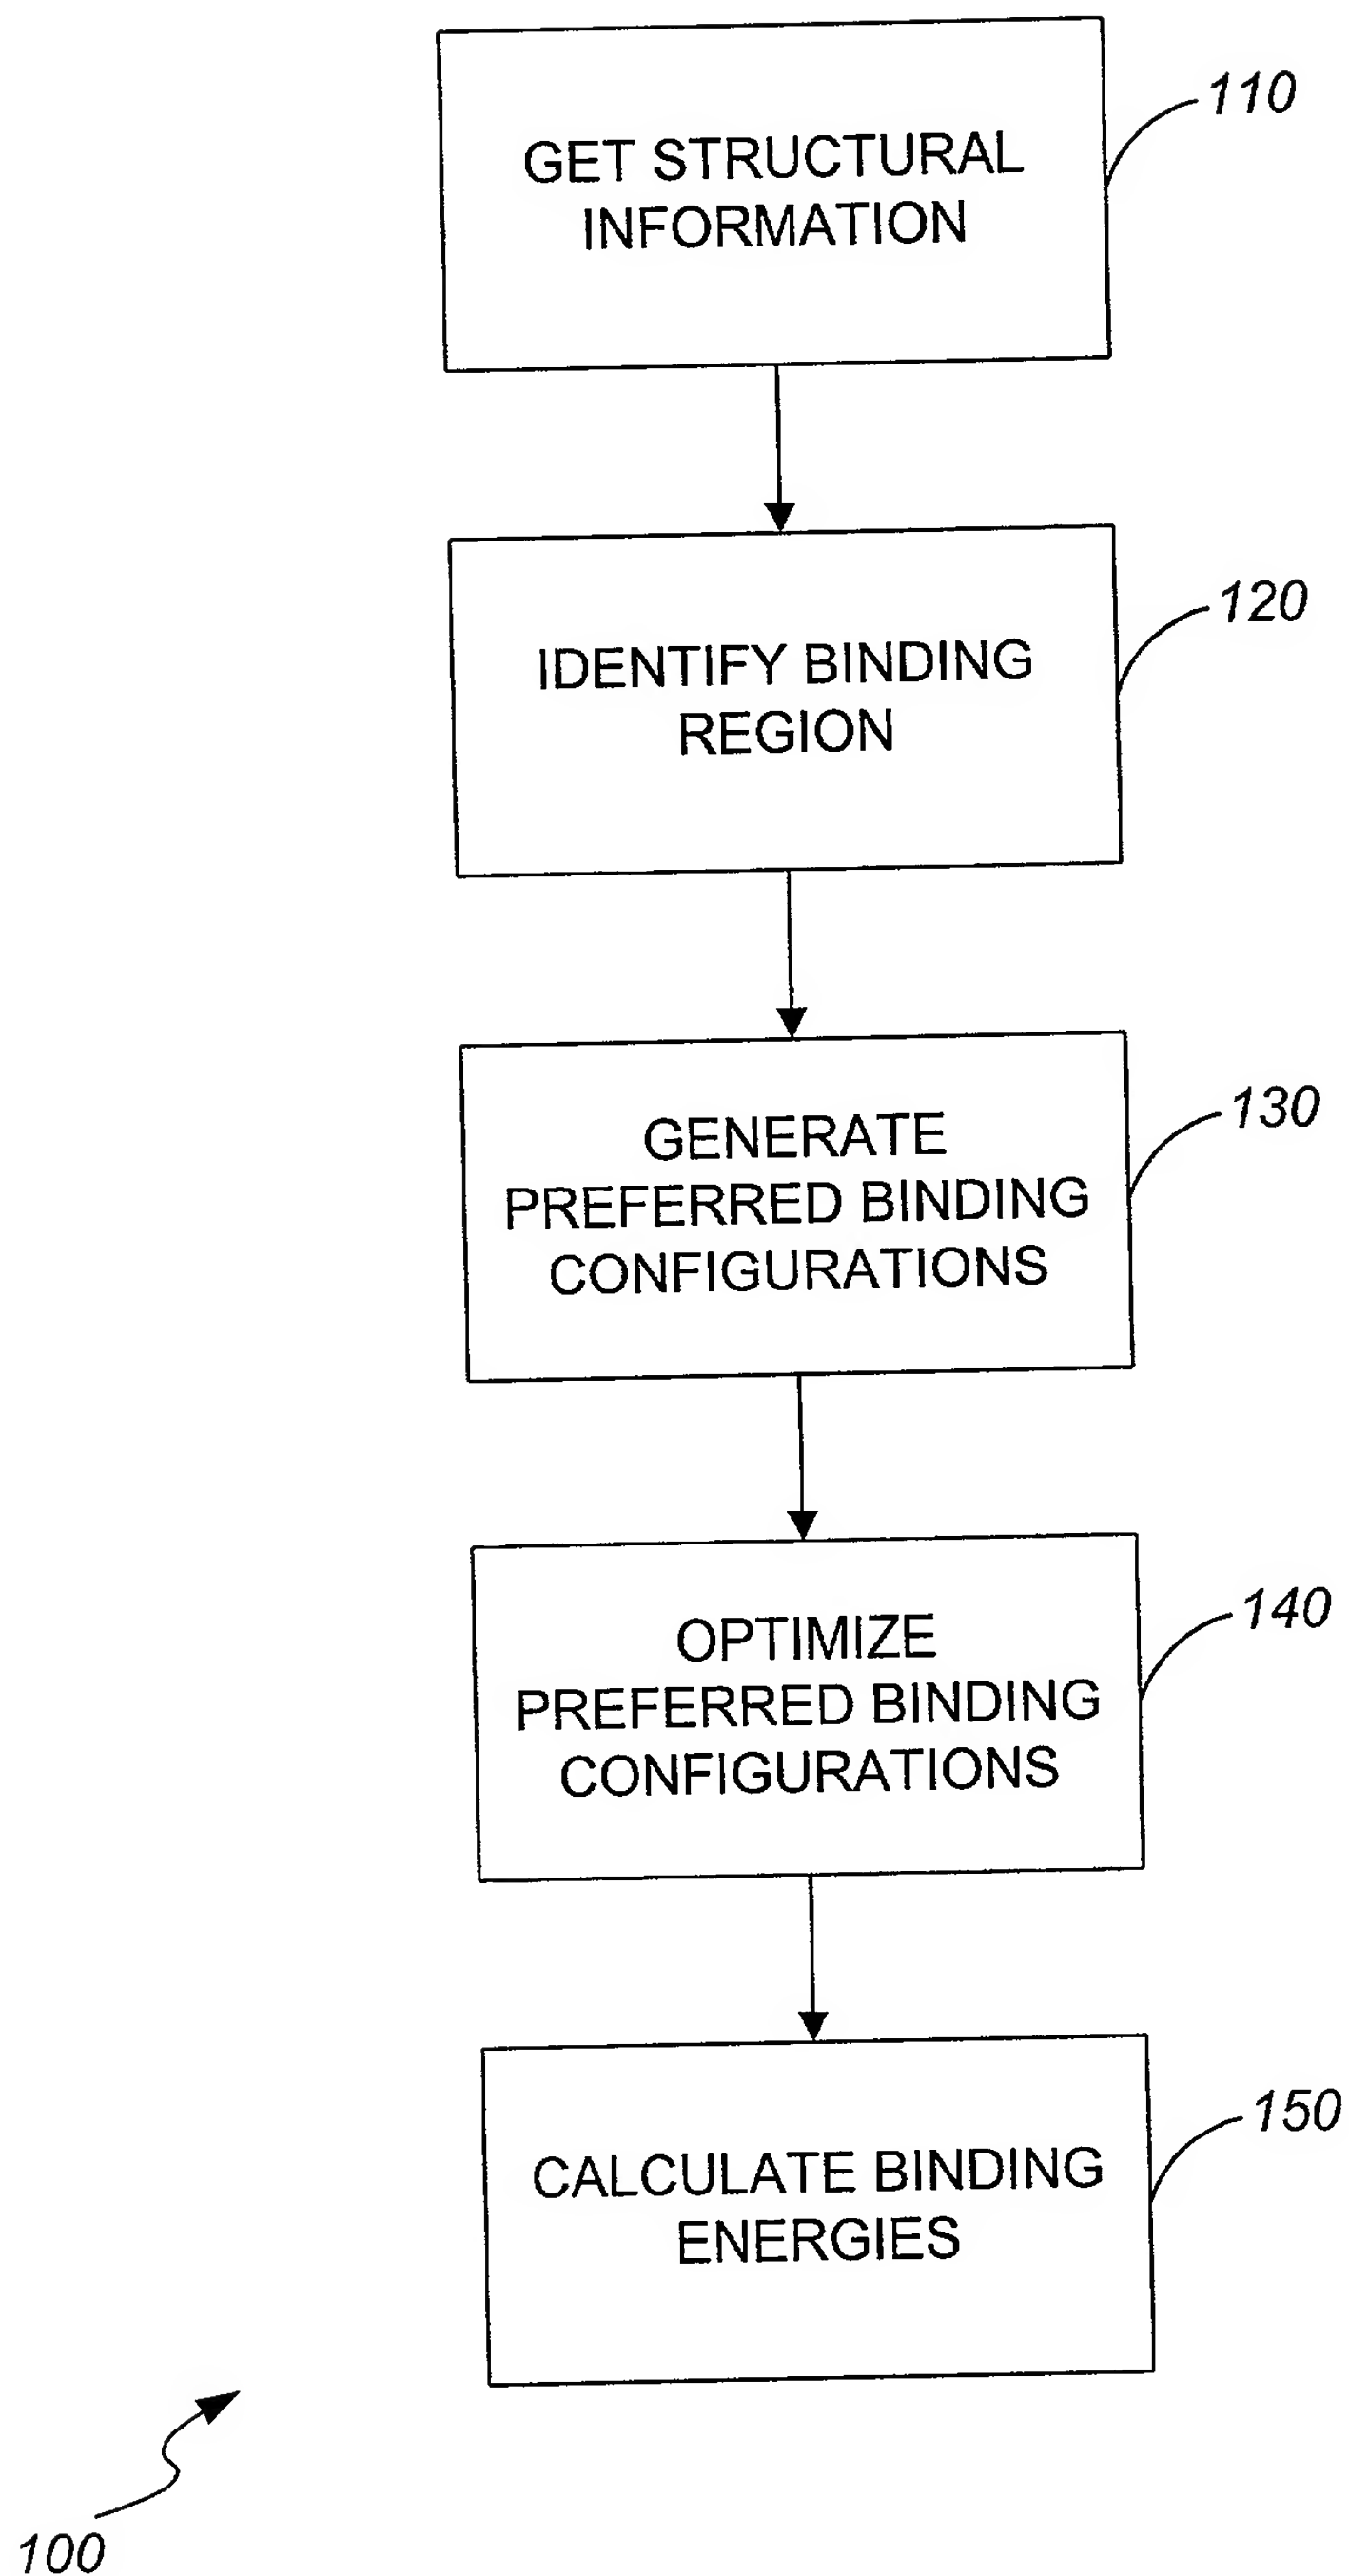 GET STRUCTURAL
INFORMATION
110
IDENTIFY BINDING
REGION
120
GENERATE
PREFERRED BINDING
CONFIGURATIONS
130
OPTIMIZE
PREFERRED BINDING
CONFIGURATIONS
140
CALCULATE BINDING
ENERGIES
150
100